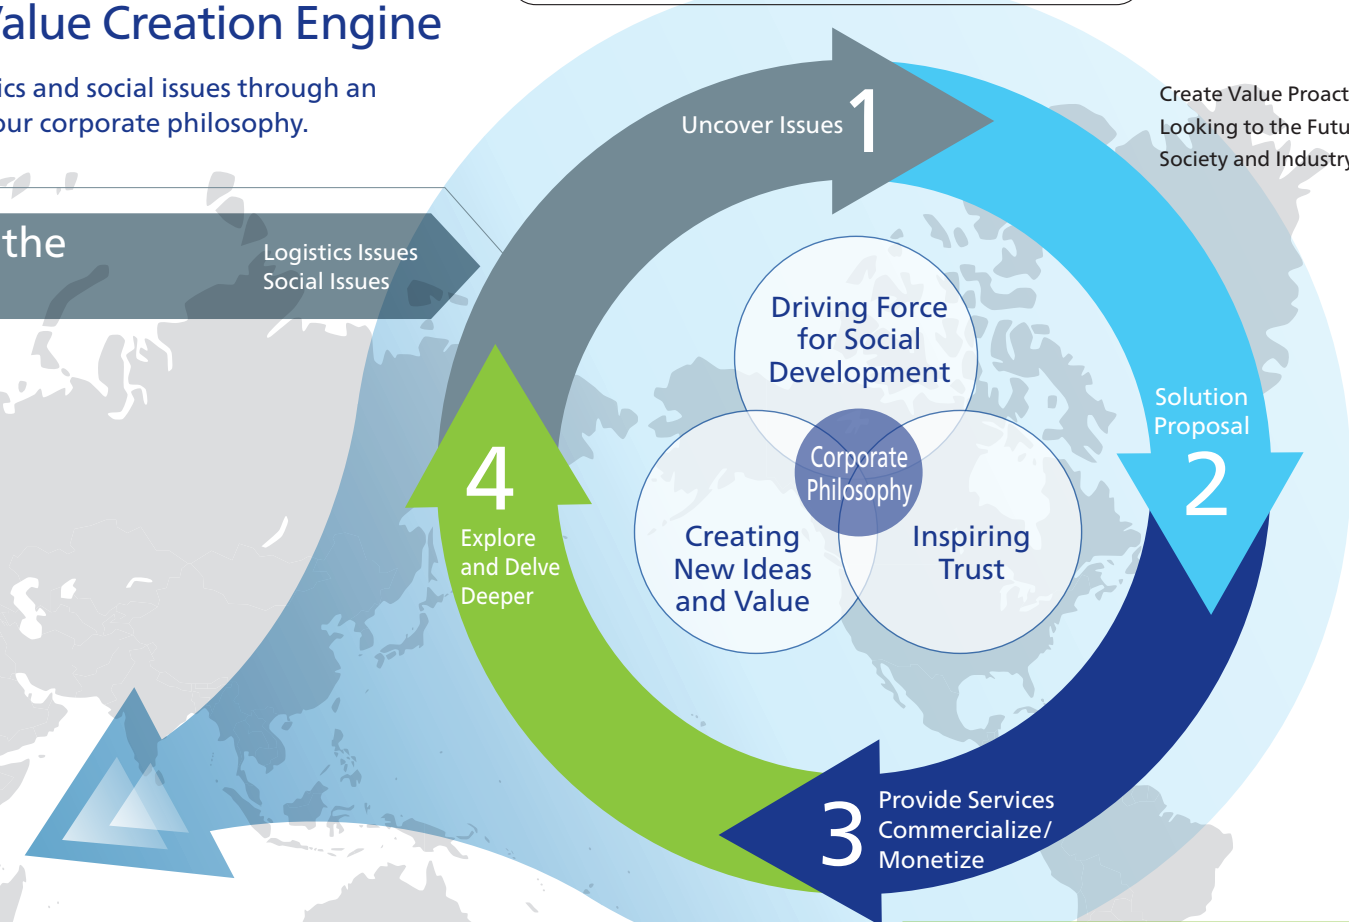 Value Creation Engine
ics and social issues through an
our corporate philosophy.
the
Logistics Issues
Social Issues
Uncover Issues 1
Create Value Proact
Looking to the Futu
Society and Industry
Driving Force
for Social
Development
Solution
Proposal
2
Corporate
Philosophy
Creating
New Ideas
and Value
Inspiring
Trust
4
Explore
and Delve
Deeper
3
Provide Services
Commercialize/
Monetize